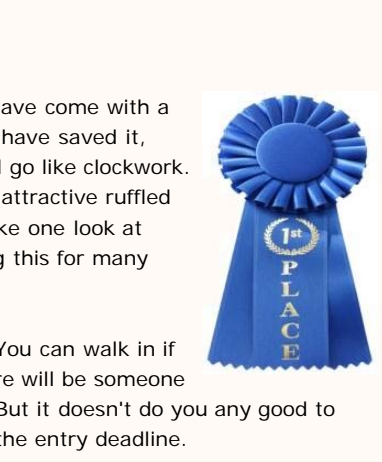 ave come with a
have saved it,
go like clockwork.
attractive ruffled
ke one look at
this for many
You can walk in if
re will be someone
But it doesn't do you any good to
the entry deadline.
1st
PLACE